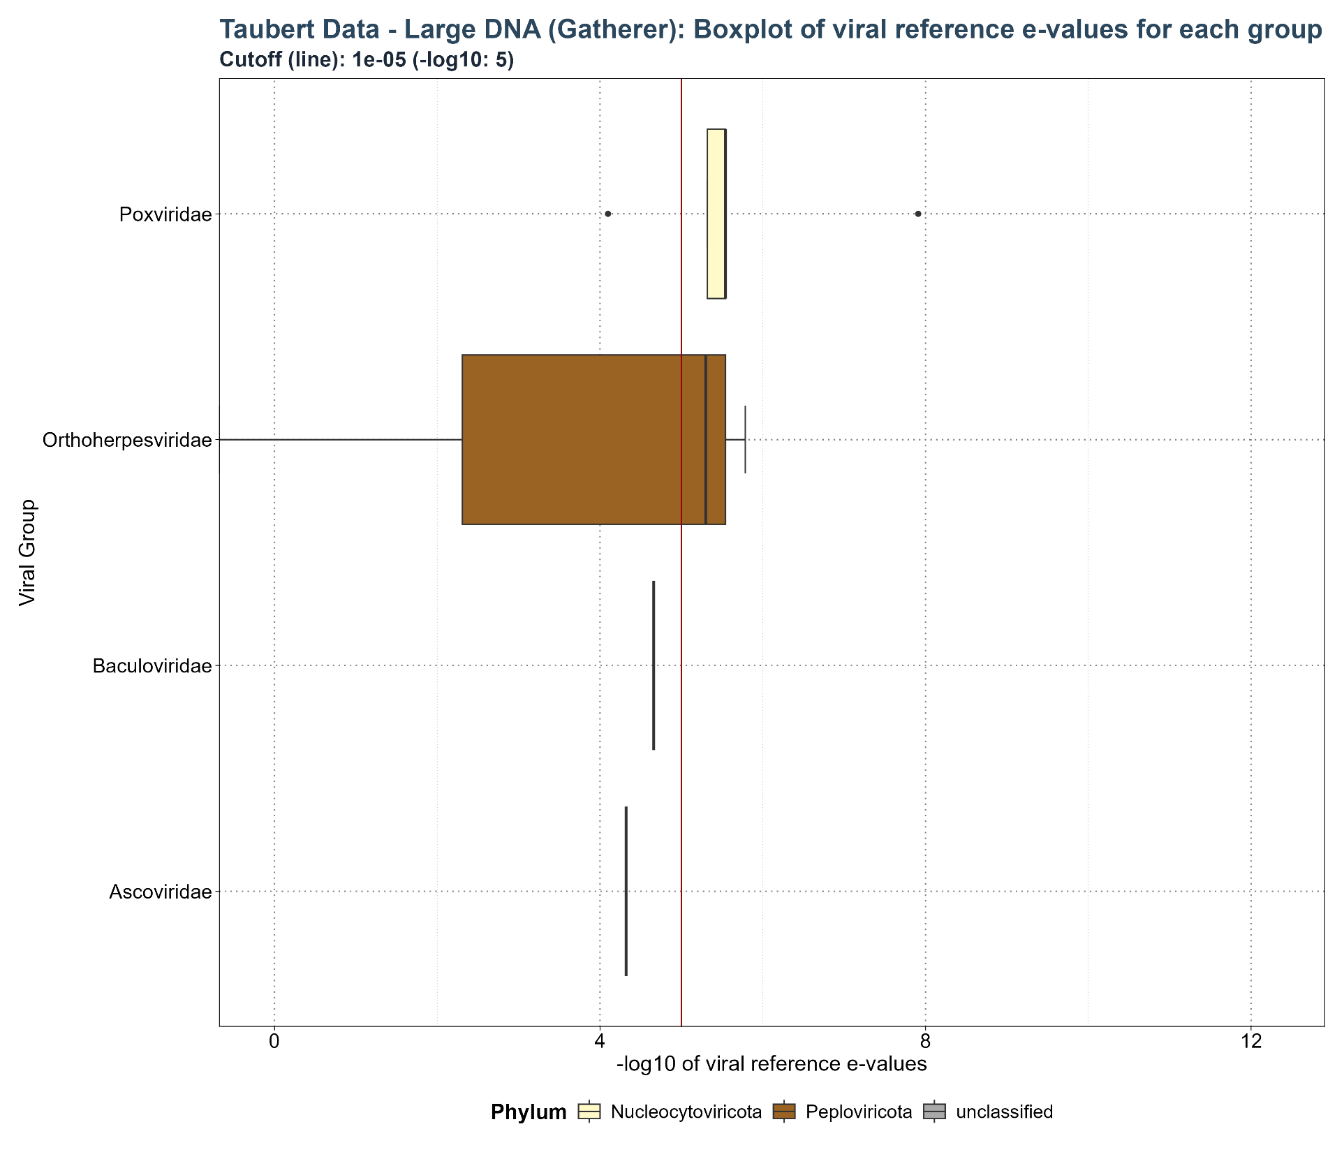 Taubert Data - Large DNA (Gatherer): Boxplot of viral reference e-values for each group
Cutoff (line): 1e-05 (-log10: 5)
Viral Group
Poxviridae
Orthoherpesviridae
Baculoviridae
Ascoviridae
0 4 8 12
-log10 of viral reference e-values
Phylum Nucleocytoviricota Peploviricota unclassified